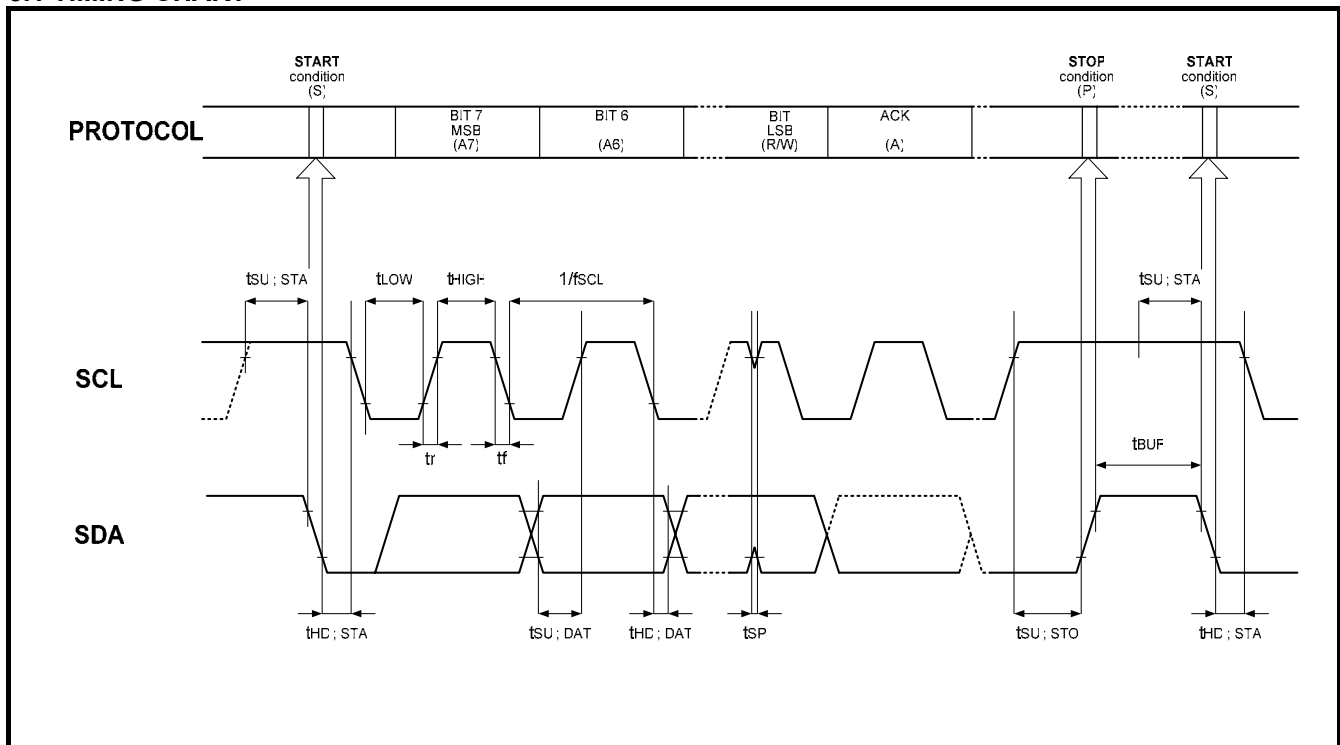 START
condition
(S)
STOP
condition
(P)
START
condition
(S)
PROTOCOL
BIT 7
MSB
(A7)
BIT 6
(A6)
BIT
LSB
(R/W)
ACK
(A)
tSU ; STA
tLOW
tHIGH
1/fSCL
tSU ; STA
SCL
tr
tf
tBUF
SDA
tHD ; STA
tSU ; DAT
tHD ; DAT
tSP
tSU ; STO
tHD ; STA